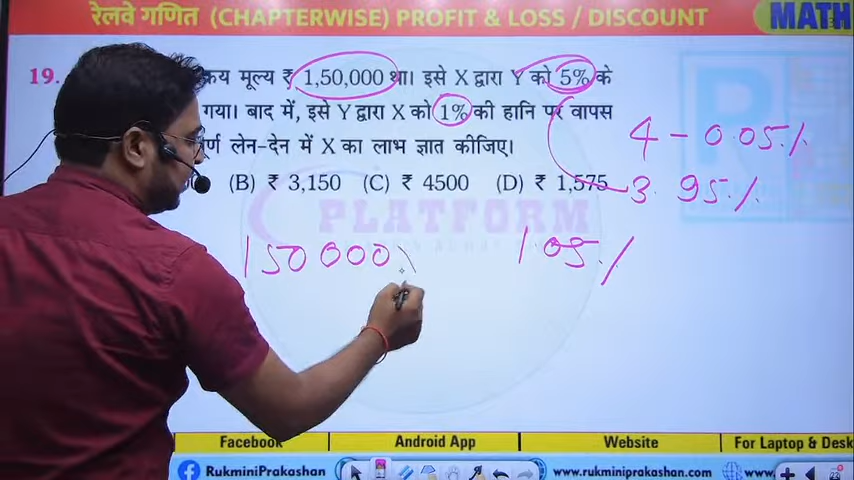 रेलवे गणित (CHAPTERWISE) PROFIT & LOSS / DISCOUNT
MATH
19. क्रय मूल्य ₹ 1,50,000 था। इसे X द्वारा Y को 5% के
गया। बाद में, इसे Y द्वारा X को 1% की हानि पर वापस
लेन-देन में X का लाभ ज्ञात कीजिए।
(B) ₹ 3,150 (C) ₹ 4500 (D) ₹ 1,575
4 - 0.05%
3.95%
PLATFORM
150000 105%
Facebook Android App Website For Laptop & Desk
RukminiPrakashan www.rukmini Prakashan.com